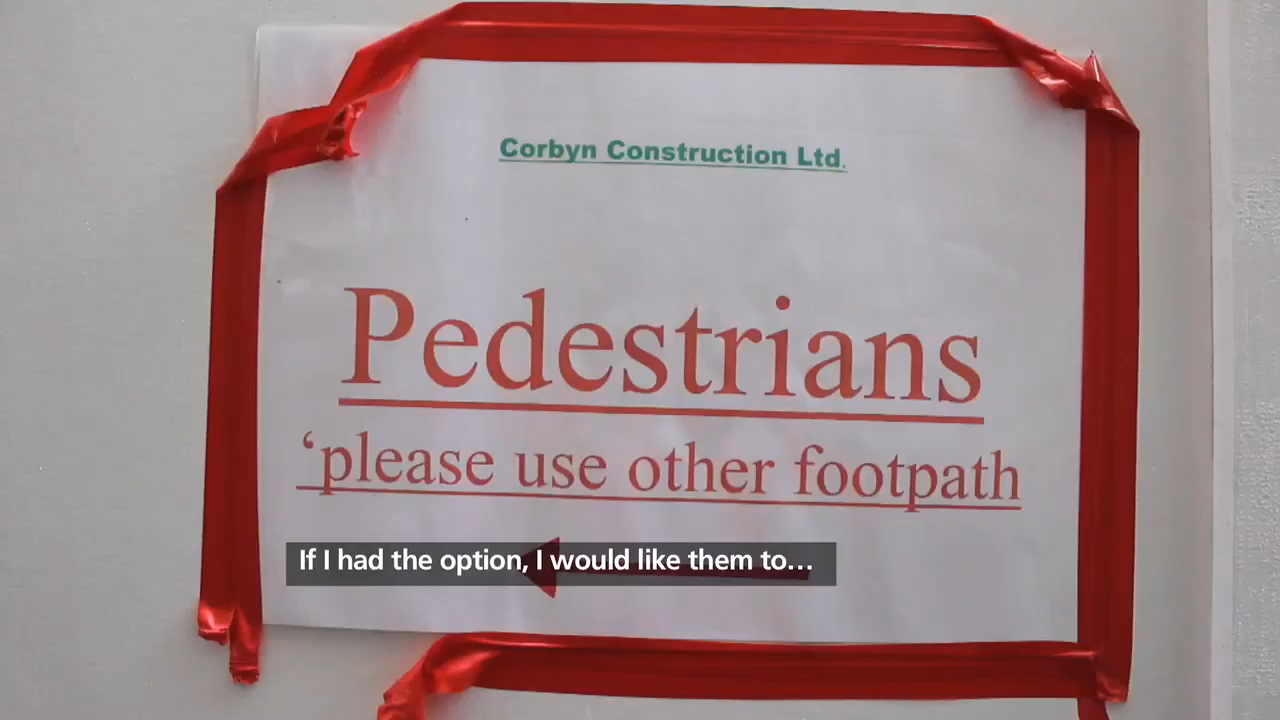 Corbyn Construction Ltd.
Pedestrians
‘please use other footpath
If I had the option, I would like them to...